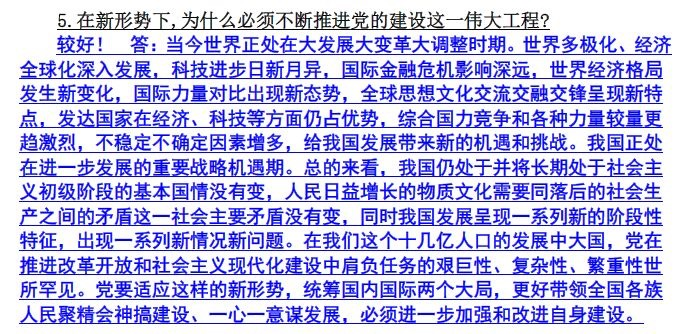 5.在新形势下,为什么必须不断推进党的建设这一伟大工程?
较好！ 答：当今世界正处在大发展大变革大调整时期。世界多极化、经济
全球化深入发展，科技进步日新月异，国际金融危机影响深远，世界经济格局
发生新变化，国际力量对比出现新态势，全球思想文化交流交融交锋呈现新特
点，发达国家在经济、科技等方面仍占优势，综合国力竞争和各种力量较量更
趋激烈，不稳定不确定因素增多，给我国发展带来新的机遇和挑战。我国正处
在进一步发展的重要战略机遇期。总的来看，我国仍处于并将长期处于社会主
义初级阶段的基本国情没有变，人民日益增长的物质文化需要同落后的社会生
产之间的矛盾这一社会主要矛盾没有变，同时我国发展呈现一系列新的阶段性
特征，出现一系列新情况新问题。在我们这个十几亿人口的发展中大国，党在
推进改革开放和社会主义现代化建设中肩负任务的艰巨性、复杂性、繁重性世
所罕见。党要适应这样的新形势，统筹国内国际两个大局，更好带领全国各族
人民聚精会神搞建设、一心一意谋发展，必须进一步加强和改进自身建设。